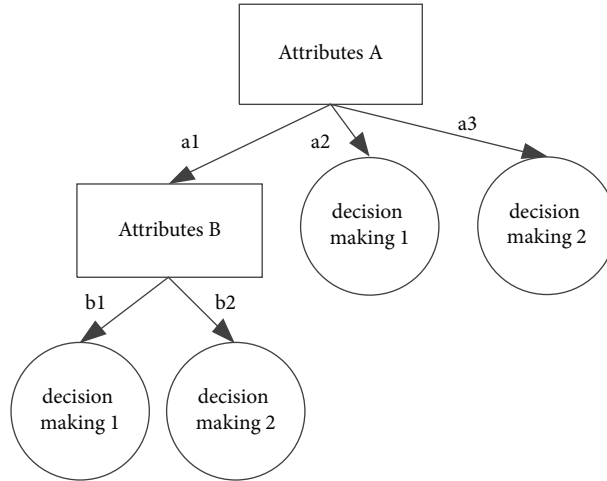 Attributes A
a1
a2
a3
Attributes B
decision
making 1
decision
making 2
b1
b2
decision
making 1
decision
making 2